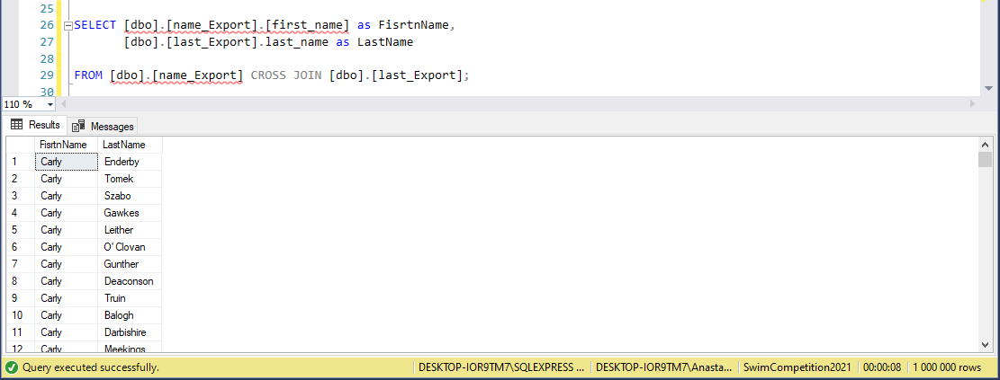 25
26 SELECT [dbo].[name_Export].[first_name] as FisrtnName,
27 [dbo].[last_Export].last_name as LastName
28
29 FROM [dbo].[name_Export] CROSS JOIN [dbo].[last_Export];
30
110 %
Results Messages
FisrtnName LastName
1 Carly Enderby
2 Carly Tomek
3 Carly Szabo
4 Carly Gawkes
5 Carly Leither
6 Carly O'Clovan
7 Carly Gunther
8 Carly Deaconson
9 Carly Truin
10 Carly Balogh
11 Carly Darbishire
12 Carly Meekings
Query executed successfully. DESKTOP-IOR9TM7\SQLEXPRESS ... DESKTOP-IOR9TM7\Anasta... SwimCompetition2021 00:00:08 1 000 000 rows